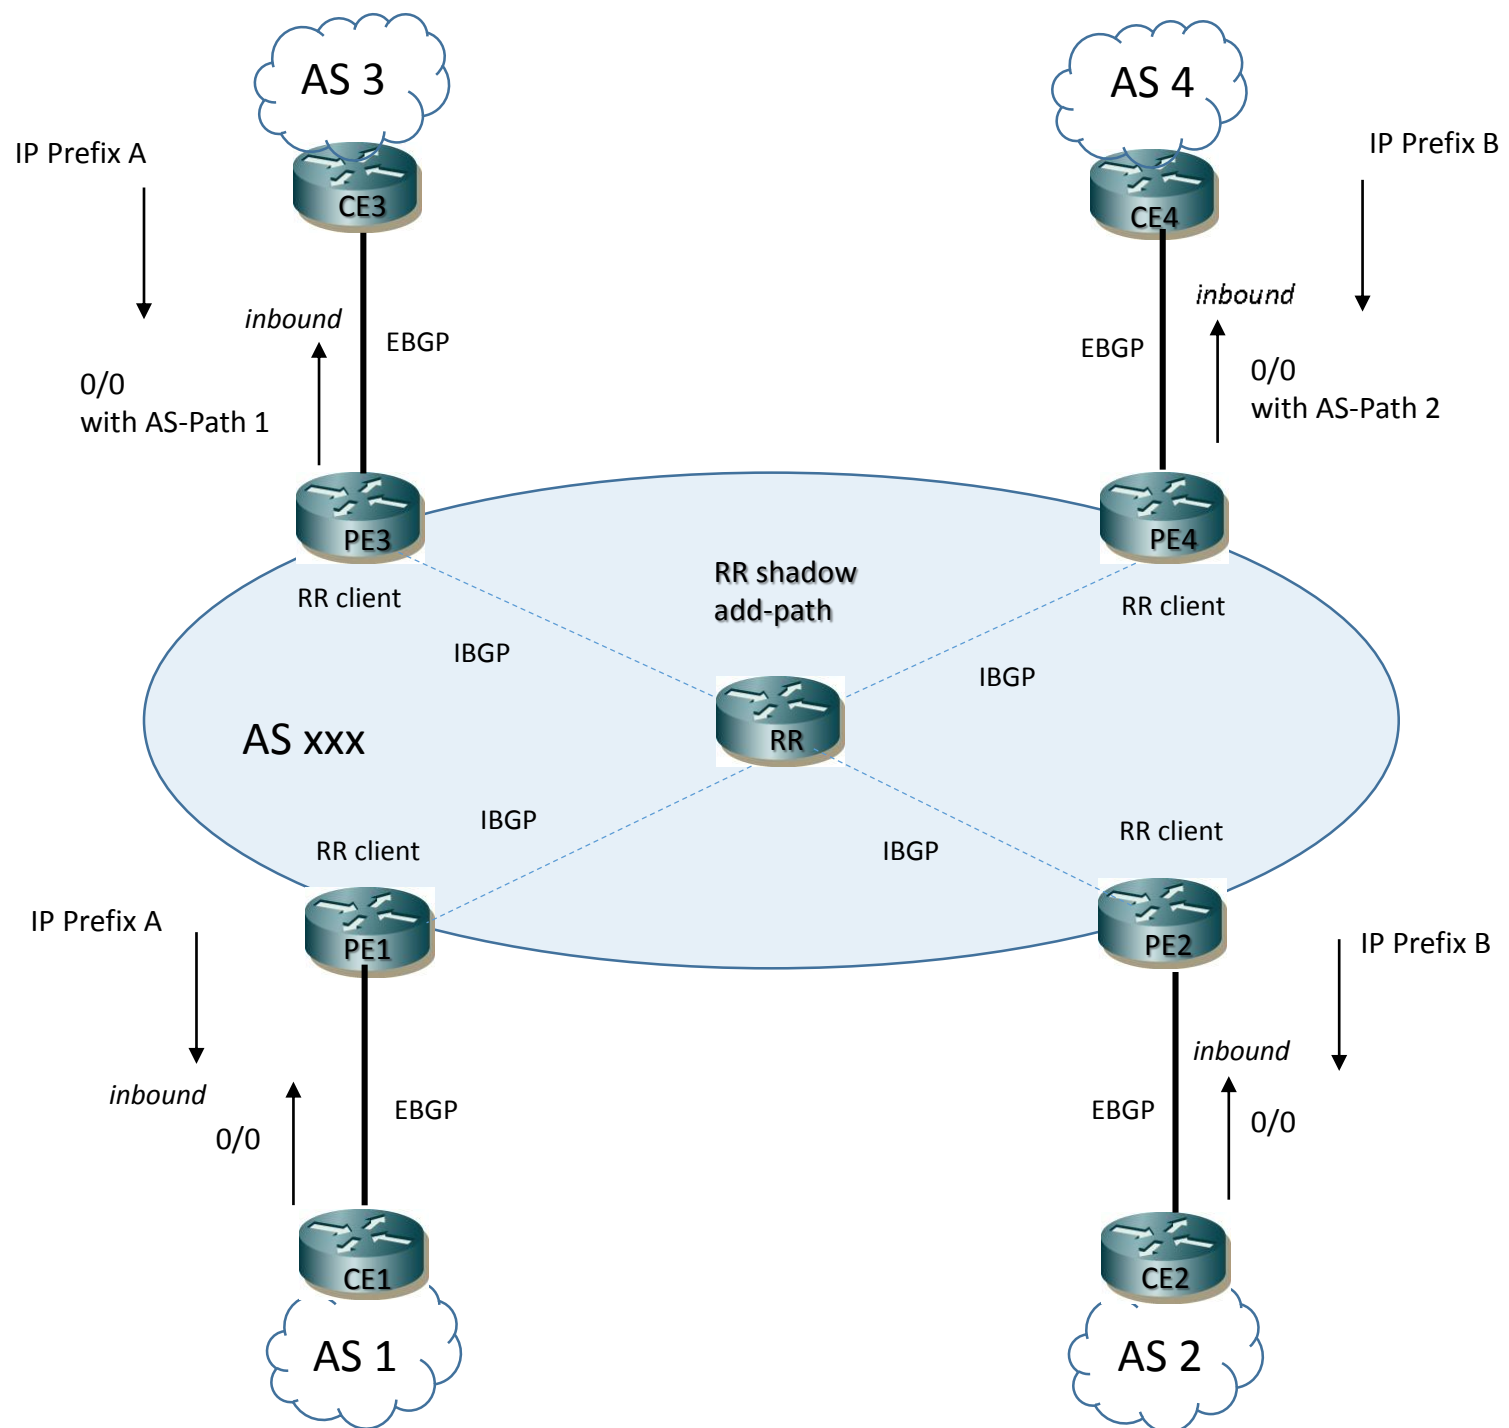 AS 3
AS 4
IP Prefix A
IP Prefix B
CE3
CE4
inbound
inbound
EBGP
EBGP
0/0
with AS-Path 1
0/0
with AS-Path 2
PE3
PE4
RR client
RR shadow
add-path
RR client
IBGP
IBGP
AS xxx
RR
IBGP
IBGP
RR client
RR client
IP Prefix A
PE1
PE2
IP Prefix B
inbound
inbound
0/0
EBGP
EBGP
0/0
CE1
CE2
AS 1
AS 2